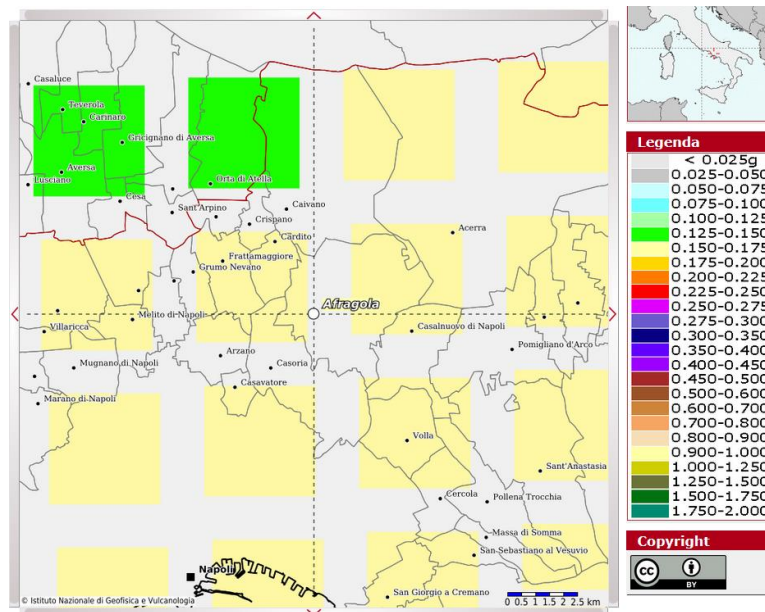 Casaluce
Teverola
Carinaro
Gricignano di Aversa
Aversa
Lusciano
Orta di Atella
Cesa
Sant'Arpino
Caivano
Crispano
Acerra
Cardito
Frattamaggiore
Grumo Nevano
Afragola
Melito di Napoli
Villaricca
Casalnuovo di Napoli
Pomigliano d'Arco
Arzano
Mugnano di Napoli
Casoria
Casavatore
Marano di Napoli
Volla
Sant'Anastasia
Cercola
Pollena Trocchia
Massa di Somma
San Sebastiano al Vesuvio
Napoli
San Giorgio a Cremano
© Istituto Nazionale di Geofisica e Vulcanologia
0 0.5 1 1.5 2 2.5 km
Legenda
< 0.025g
0.025-0.050
0.050-0.075
0.075-0.100
0.100-0.125
0.125-0.150
0.150-0.175
0.175-0.200
0.200-0.225
0.225-0.250
0.250-0.275
0.275-0.300
0.300-0.350
0.350-0.400
0.400-0.450
0.450-0.500
0.500-0.600
0.600-0.700
0.700-0.800
0.800-0.900
0.900-1.000
1.000-1.250
1.250-1.500
1.500-1.750
1.750-2.000
Copyright
cc
BY